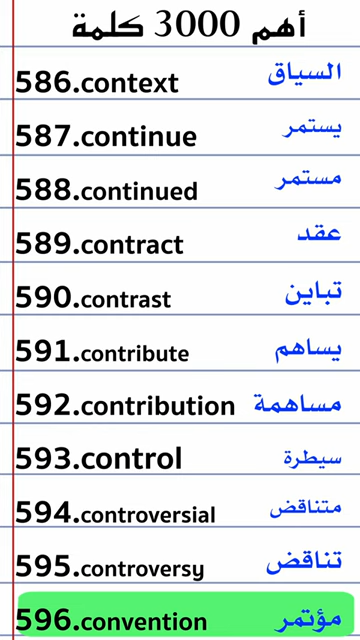 أهم 3000 كلمة
586.context السياق
587.continue يستمر
588.continued مستمر
589.contract عقد
590.contrast تباين
591.contribute يساهم
592.contribution مساهمة
593.control سيطرة
594.controversial متناقض
595.controversy تناقض
596.convention مؤتمر